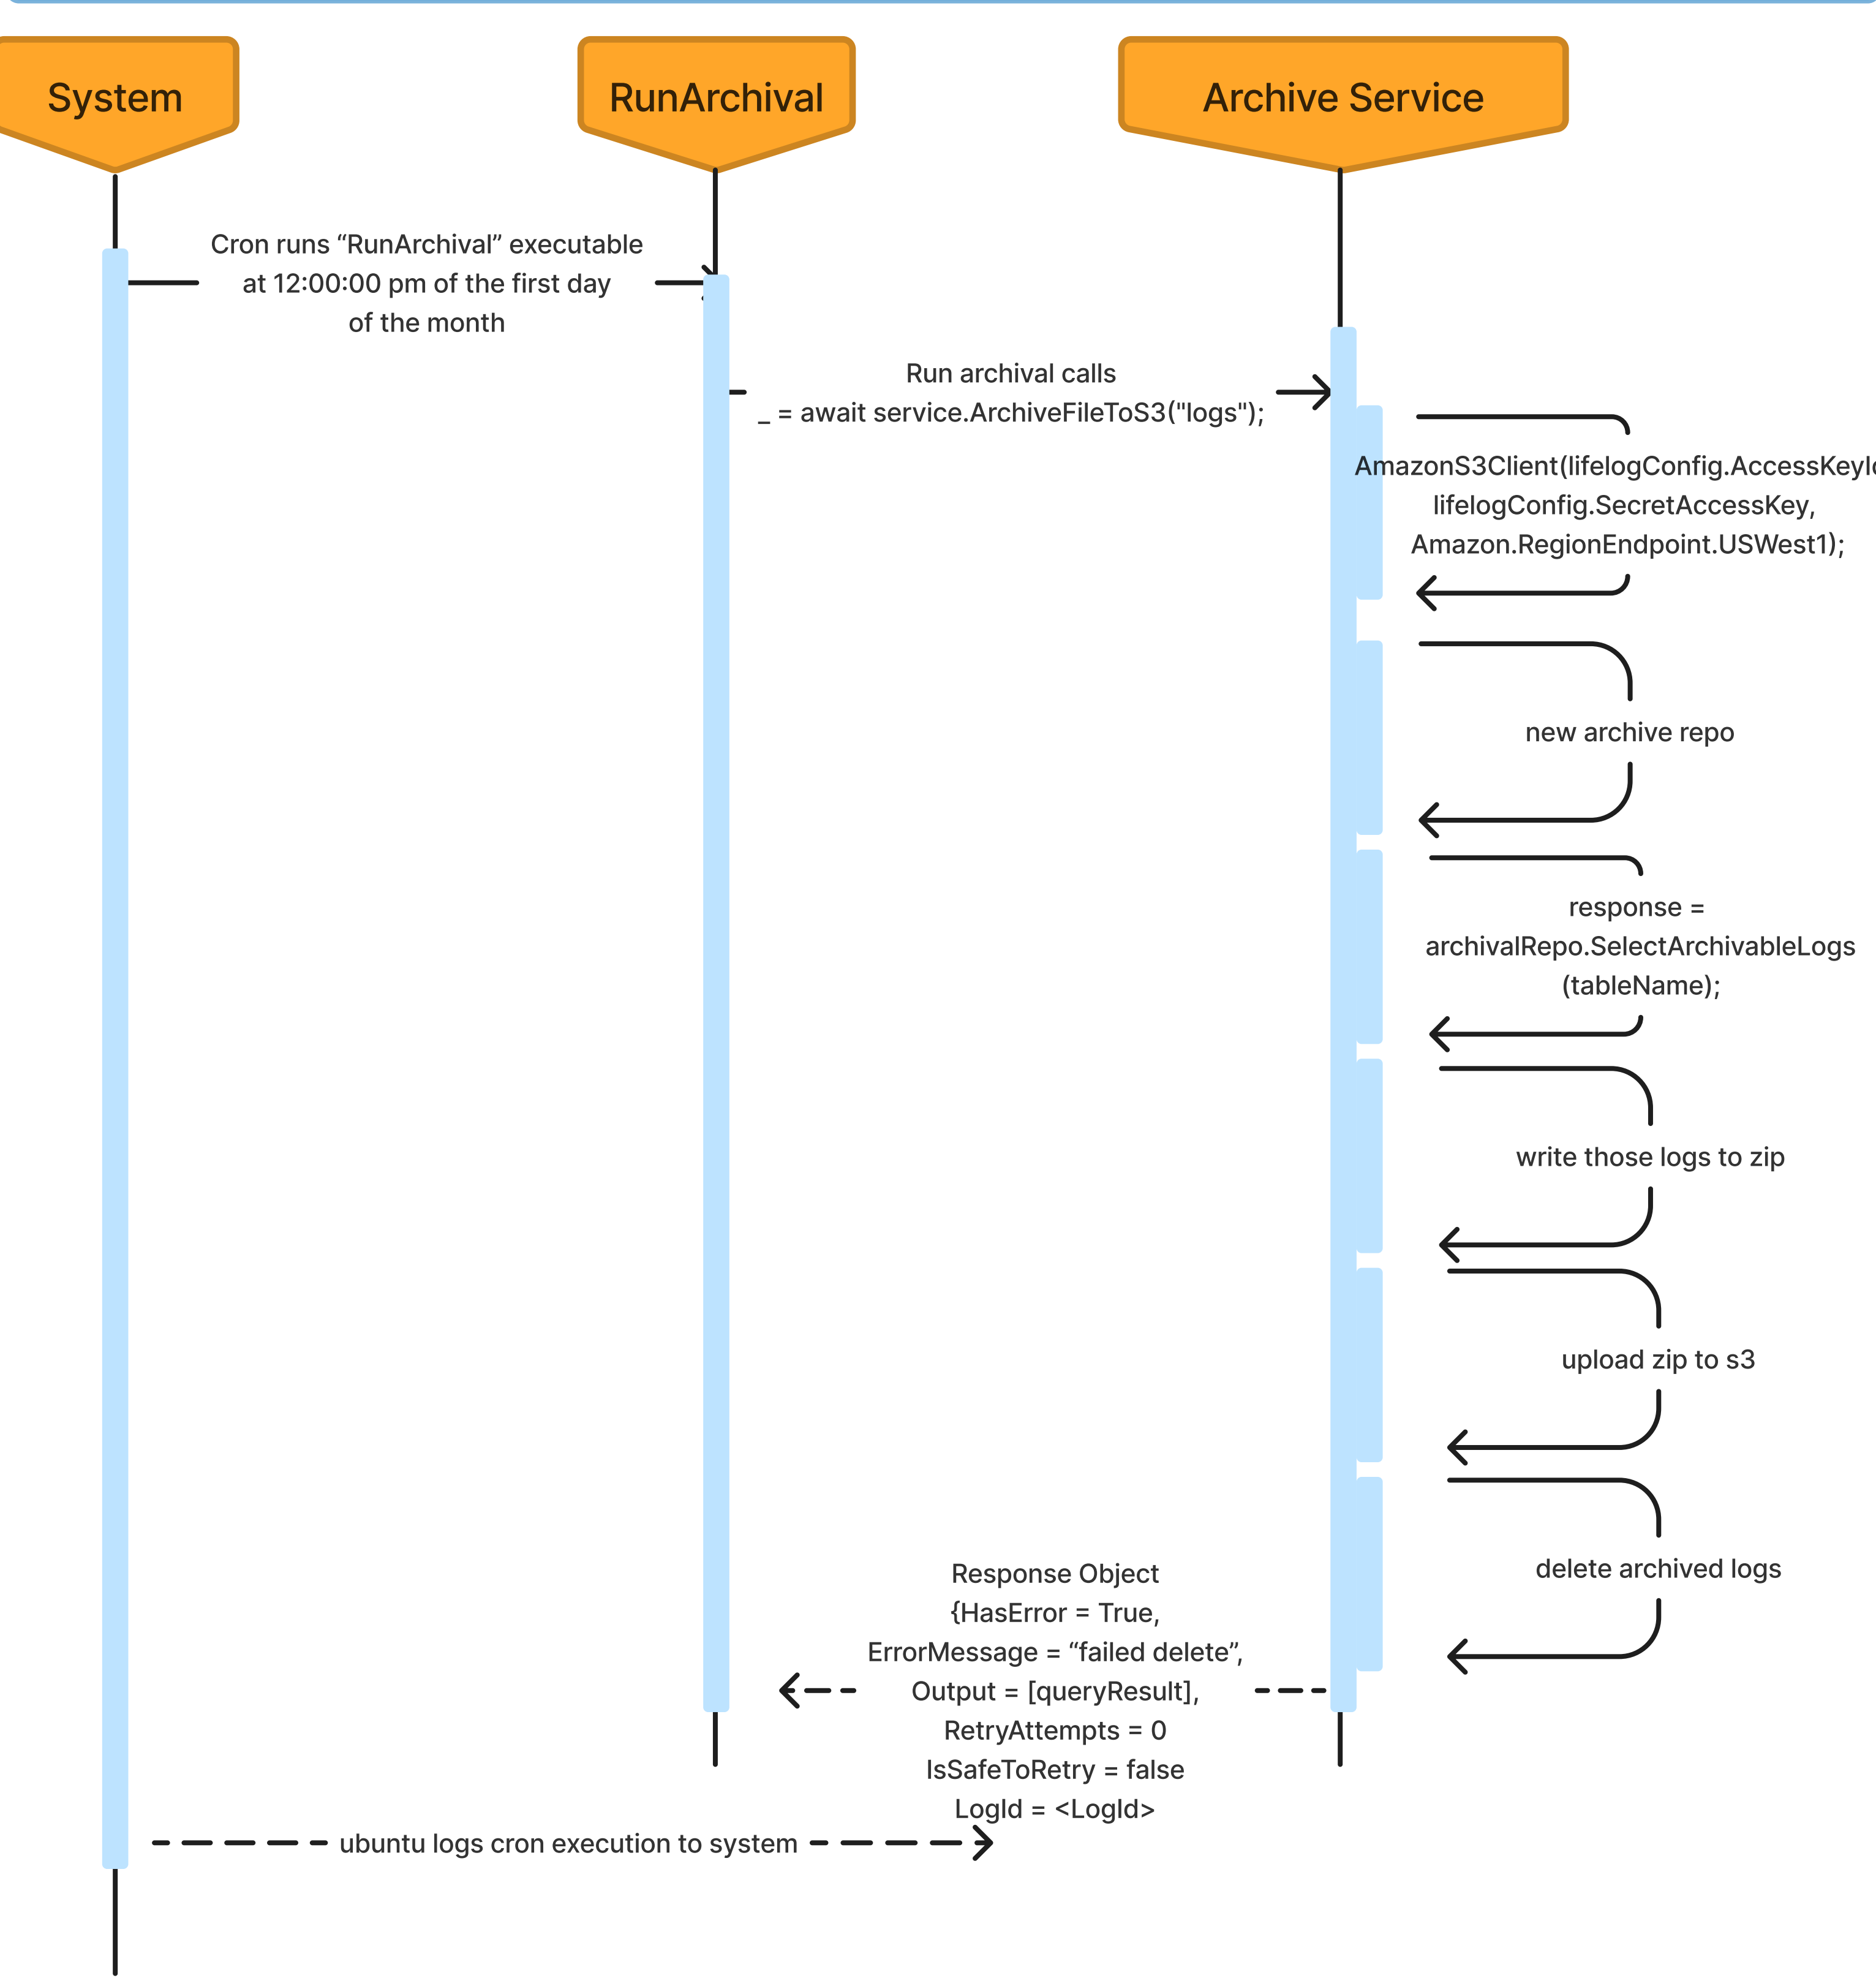 System
RunArchival
Archive Service
Cron runs “RunArchival” executable
at 12:00:00 pm of the first day
of the month
Run archival calls
_ = await service.ArchiveFileToS3("logs");
AmazonS3Client(lifelogConfig.AccessKeyId
lifelogConfig.SecretAccessKey,
Amazon.RegionEndpoint.USWest1);
new archive repo
response =
archivalRepo.SelectArchivableLogs
(tableName);
write those logs to zip
upload zip to s3
delete archived logs
Response Object
{HasError = True,
ErrorMessage = “failed delete”,
Output = [queryResult],
RetryAttempts = 0
IsSafeToRetry = false
LogId = <LogId>
ubuntu logs cron execution to system